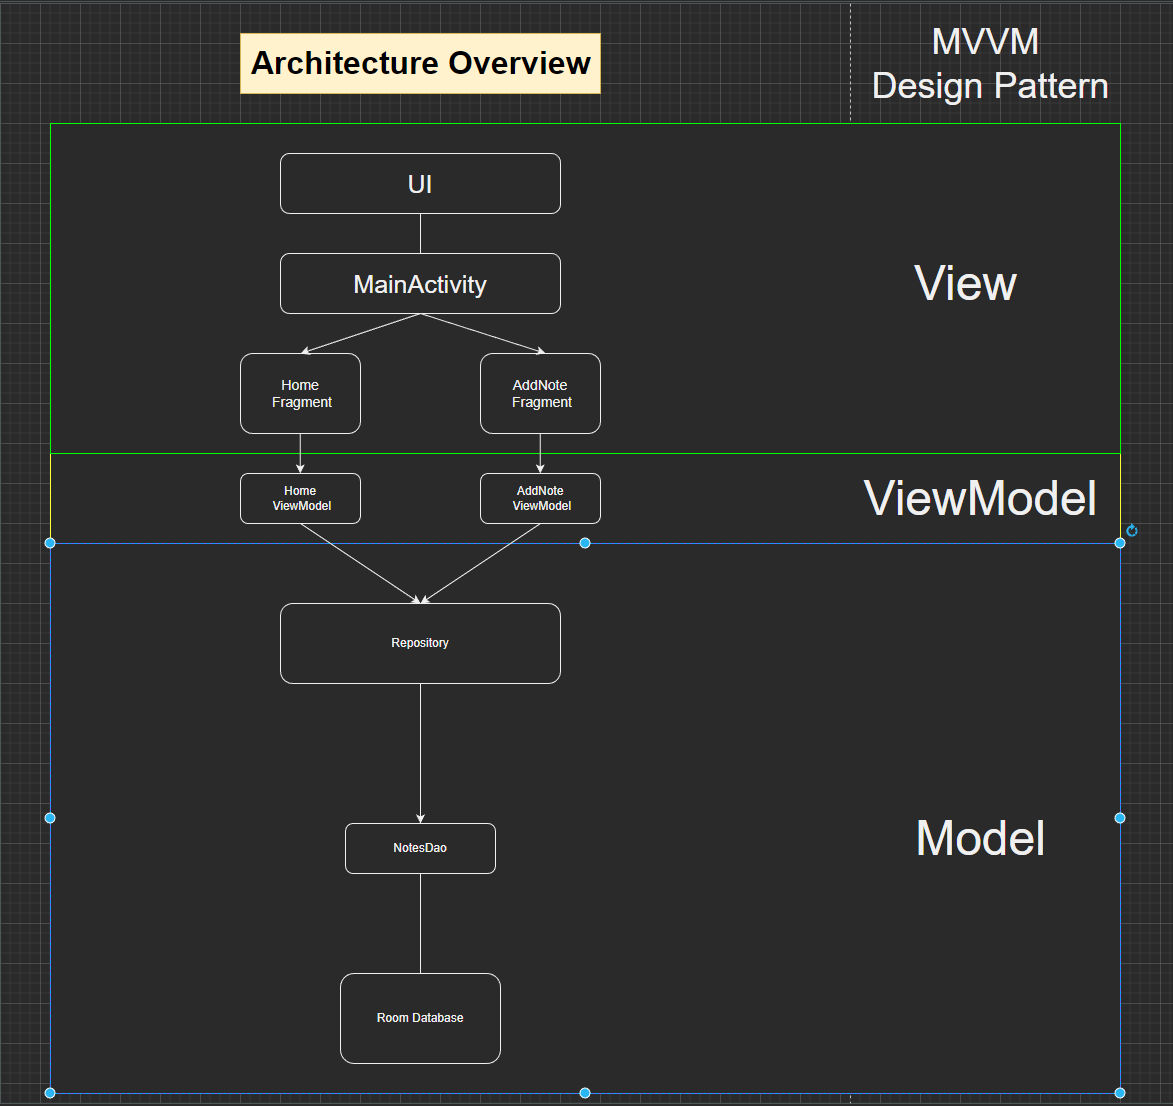 Architecture Overview
MVVM
Design Pattern
UI
MainActivity
View
Home
Fragment
AddNote
Fragment
Home
ViewModel
AddNote
ViewModel
ViewModel
Repository
NotesDao
Model
Room Database